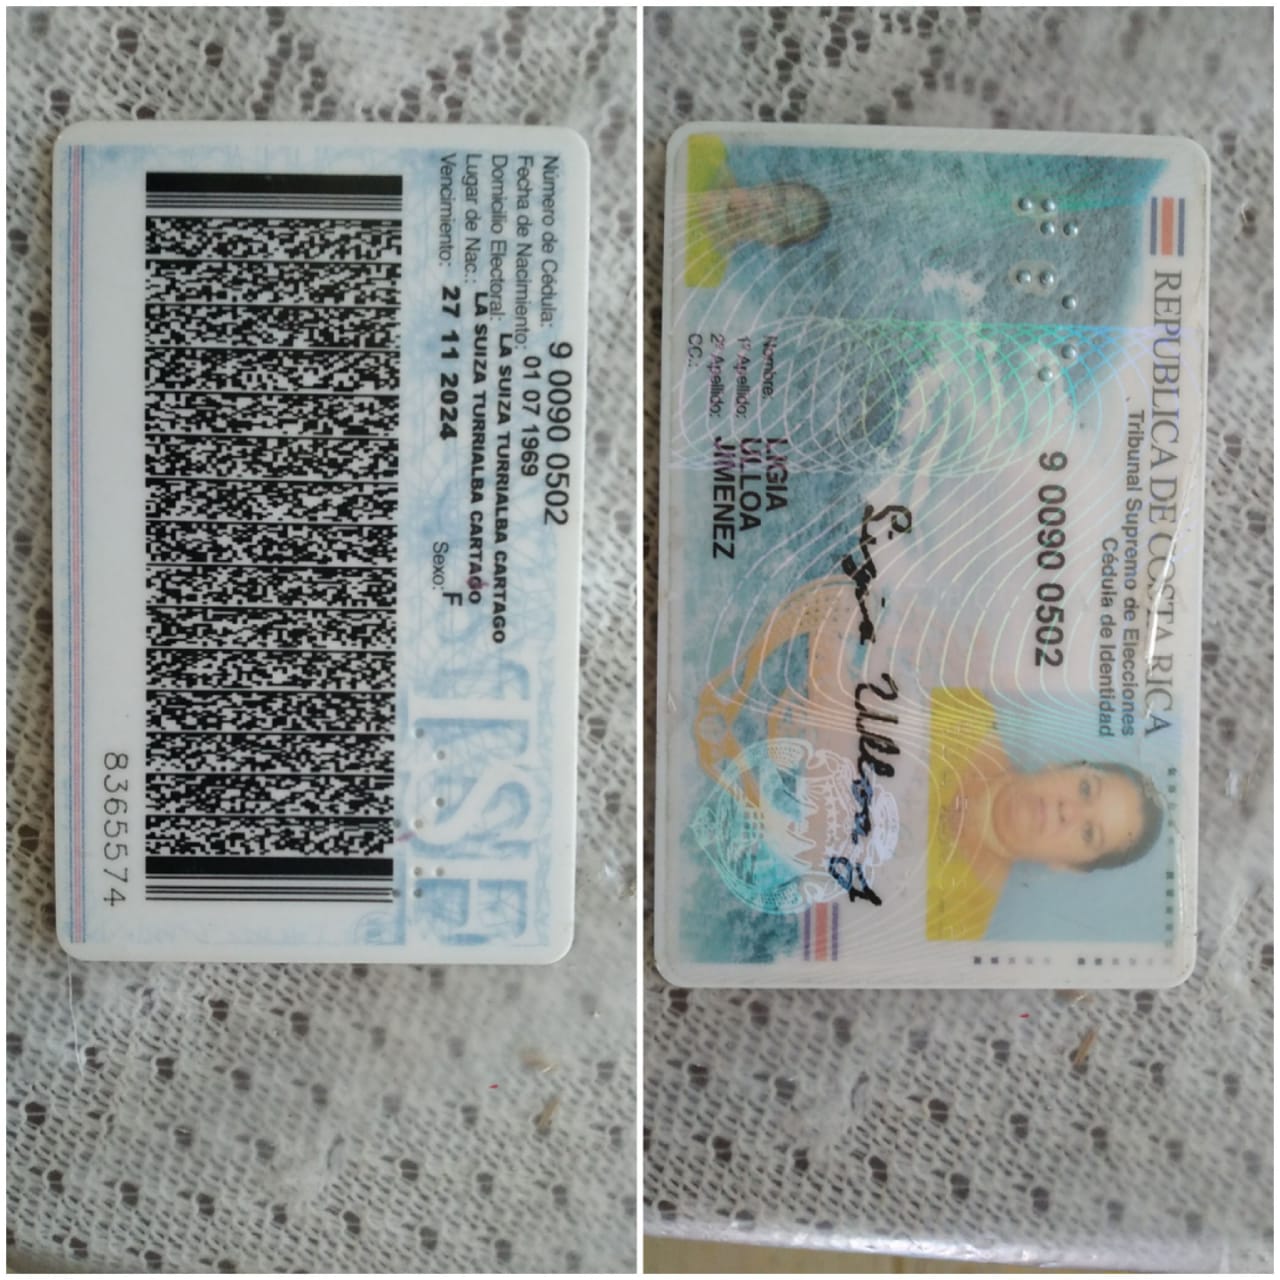 Número de Cédula: 9 0090 0502
Fecha de Nacimiento: 01 07 1969
Domicilio Electoral: LA SUIZA TURRIALBA CARTAGO
Lugar de Nac.: LA SUIZA TURRIALBA CARTAGO
Vencimiento: 27 11 2024 Sexo: F
TSE
8365574
REPUBLICA DE COSTA RICA
Tribunal Supremo de Elecciones
Cédula de Identidad
9 0090 0502
Ligia Ulloa J
Nombre: LIGIA
1º Apellido: ULLOA
2º Apellido: JIMENEZ
CC.: